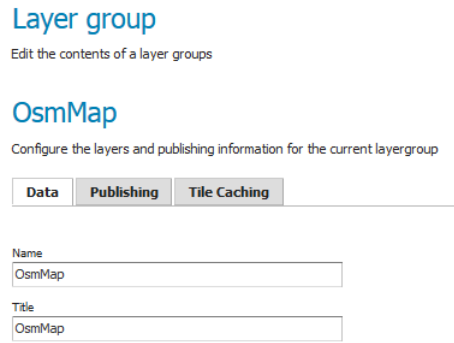 Layer group
Edit the contents of a layer groups
OsmMap
Configure the layers and publishing information for the current layergroup
Data Publishing Tile Caching
Name
OsmMap
Title
OsmMap